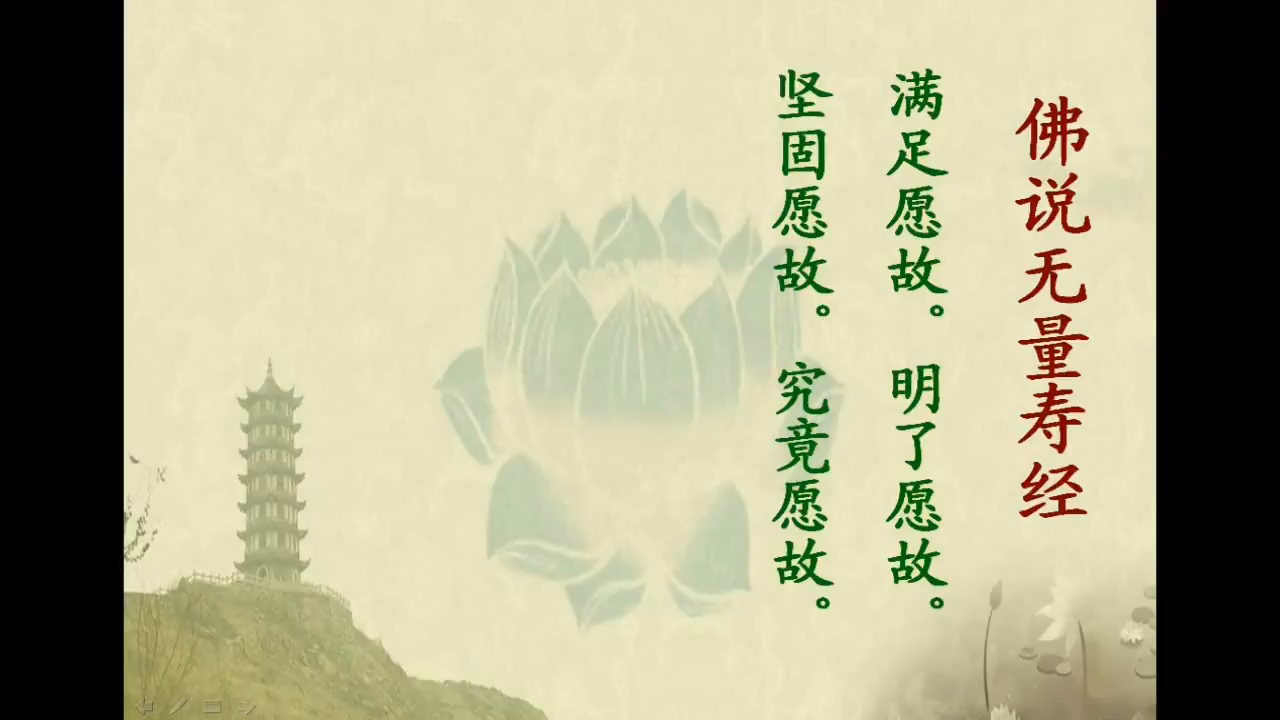 佛说无量寿经
满足愿故。 明了愿故。
坚固愿故。 究竟愿故。